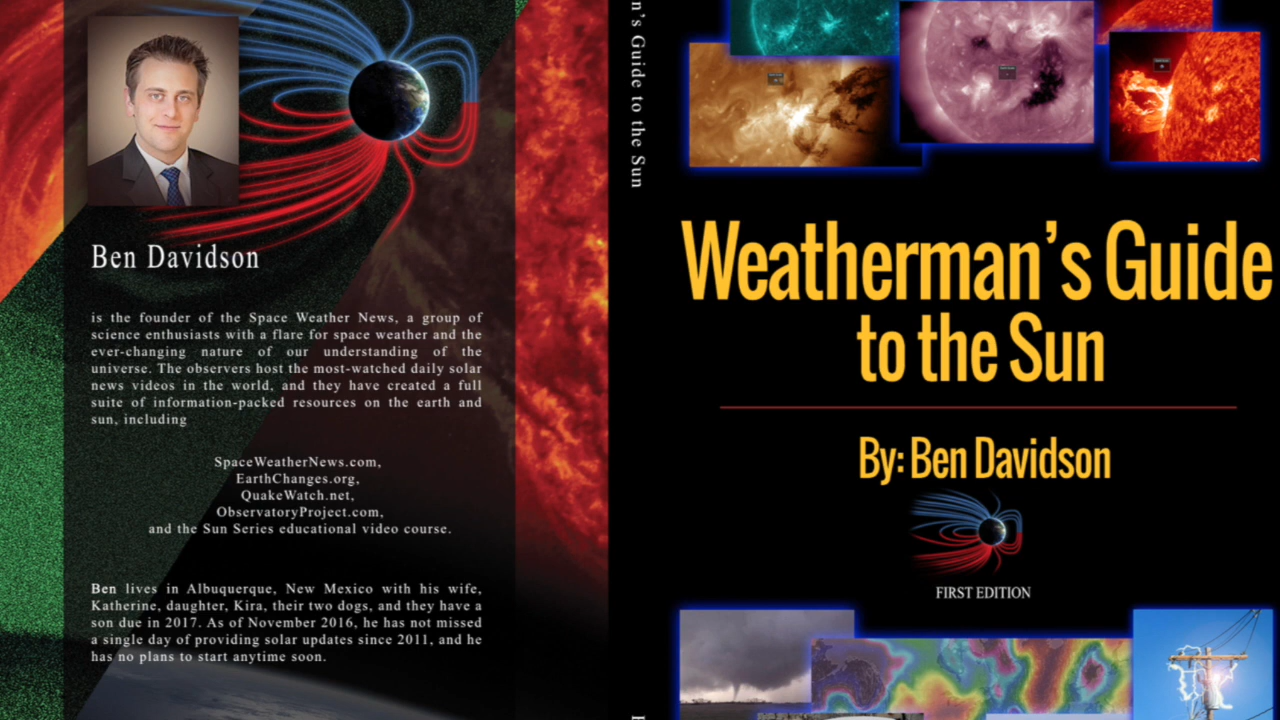 Ben Davidson
is the founder of the Space Weather News, a group of
science enthusiasts with a flare for space weather and the
ever-changing nature of our understanding of the
universe. The observers host the most-watched daily solar
news videos in the world, and they have created a full
suite of information-packed resources on the earth and
sun, including
SpaceWeatherNews.com,
EarthChanges.org,
QuakeWatch.net,
ObservatoryProject.com,
and the Sun Series educational video course.
Ben lives in Albuquerque, New Mexico with his wife,
Katherine, daughter, Kira, their two dogs, and they have a
son due in 2017. As of November 2016, he has not missed
a single day of providing solar updates since 2011, and he
has no plans to start anytime soon.
n's Guide to the Sun
Weatherman's Guide
to the Sun
By: Ben Davidson
FIRST EDITION